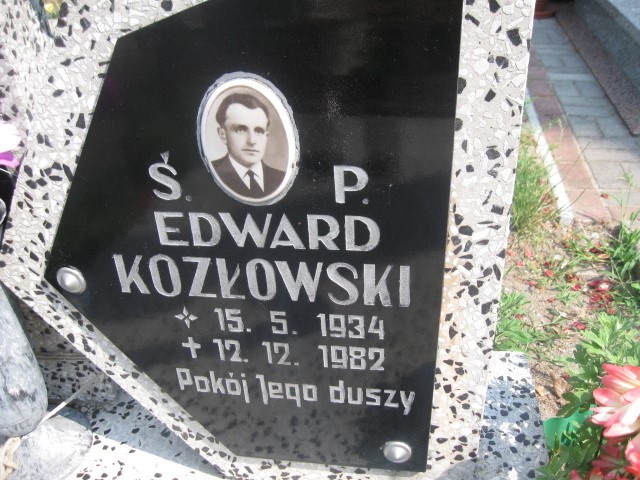 Ś. P.
EDWARD
KOZŁOWSKI
15. 5. 1934
12. 12. 1982
Pokój Jego duszy